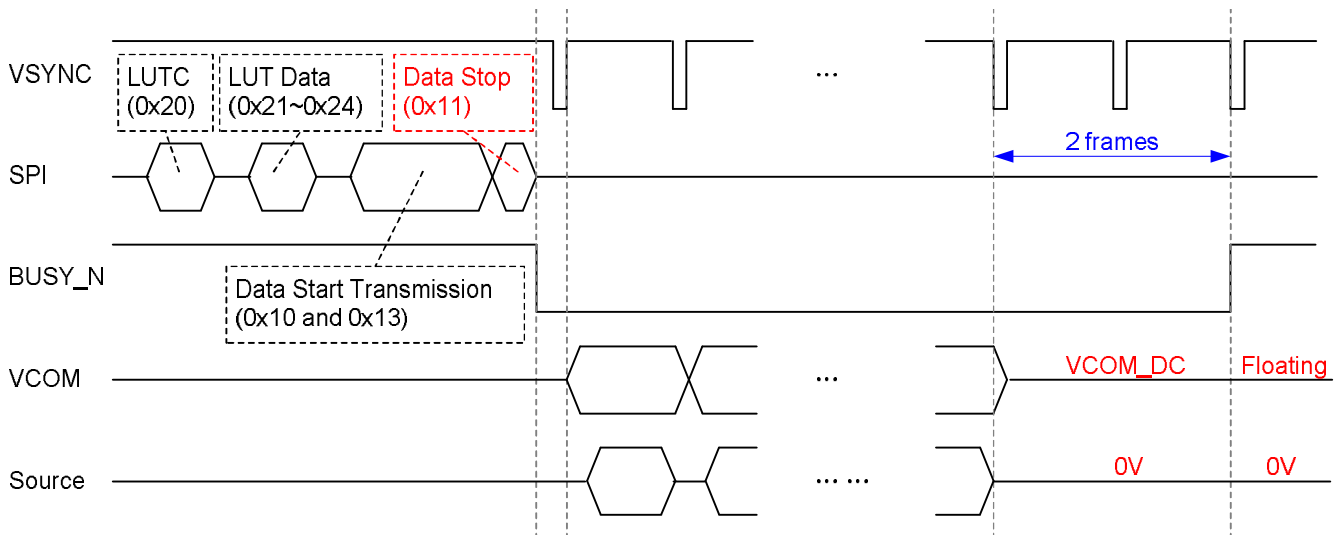 VSYNC
LUTC
(0x20)
LUT Data
(0x21~0x24)
Data Stop
(0x11)
...
2 frames
SPI
BUSY_N
Data Start Transmission
(0x10 and 0x13)
VCOM
...
VCOM_DC
Floating
Source
... ...
0V
0V